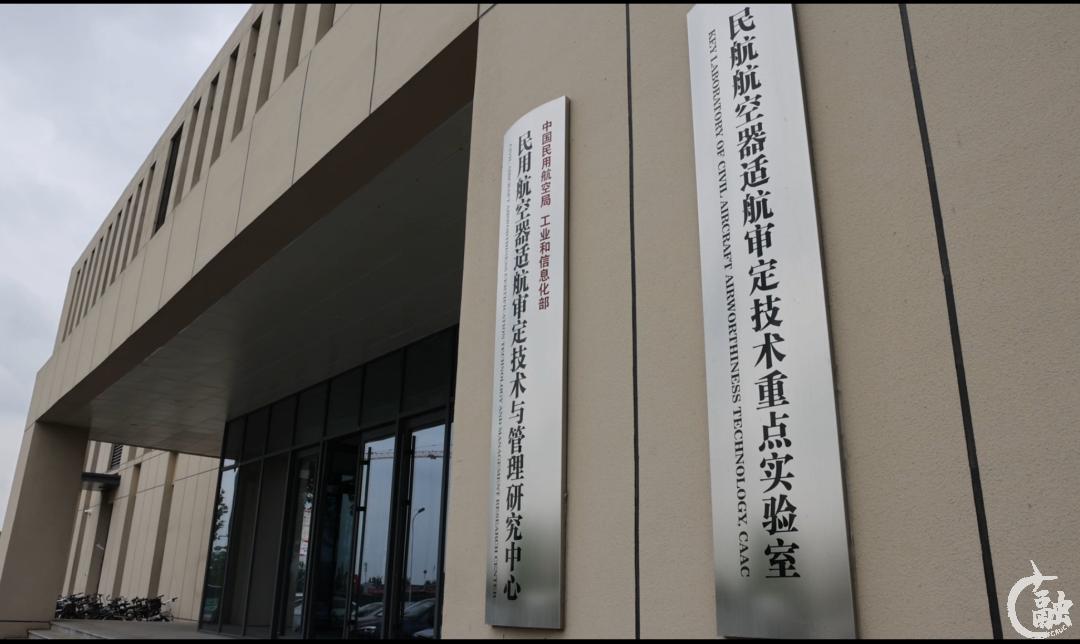 中国民用航空局 工业和信息化部
民用航空器适航审定技术与管理研究中心
民航航空器适航审定技术重点实验室
KEY LABORATORY OF CIVIL AIRCRAFT AIRWORTHINESS TECHNOLOGY, CAAC
融